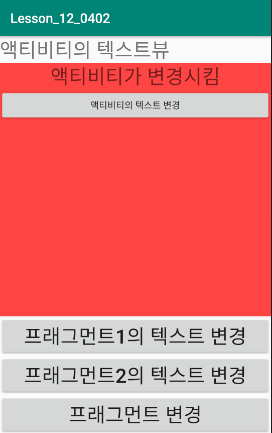 Lesson_12_0402
액티비티의 텍스트뷰
액티비티가 변경시킴
액티비티의 텍스트 변경
프래그먼트1의 텍스트 변경
프래그먼트2의 텍스트 변경
프래그먼트 변경